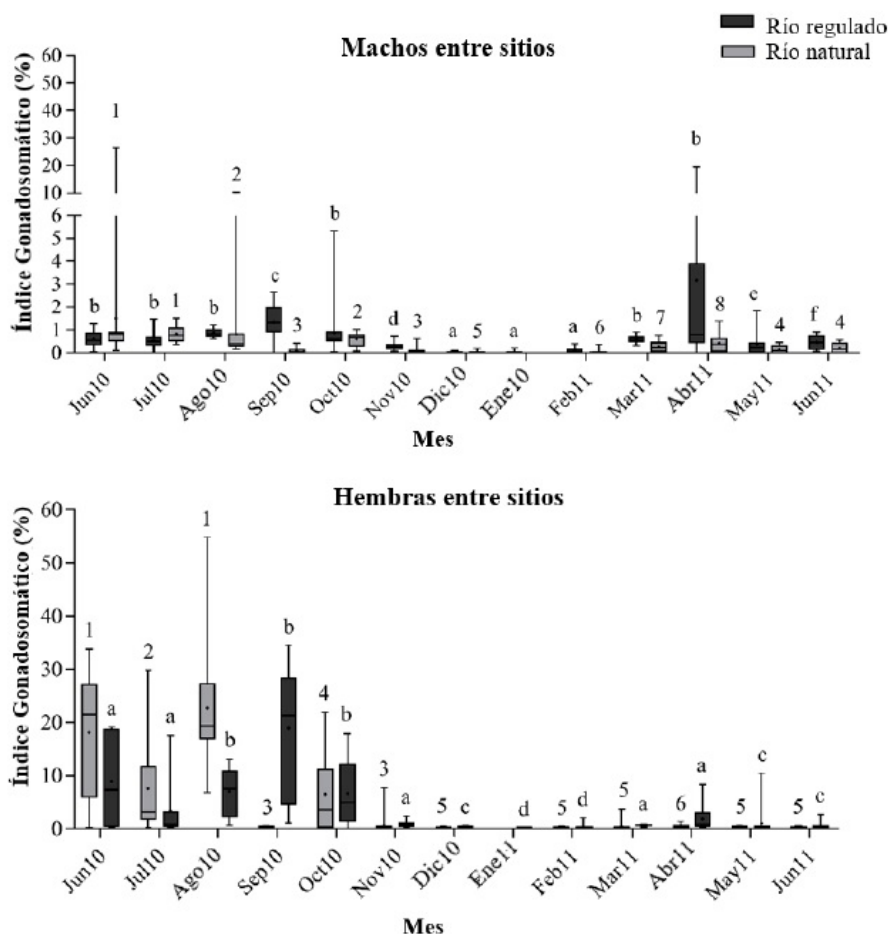 Río regulado
Río natural
Machos entre sitios
Índice Gonadosomático (%)
60
50
40
30
20
10
6
5
4
3
2
1
0
b 1 b 1 b 2 c 3 b 2 d 3 a 5 a a 6 b 7 b 8 c 4 f 4
Jun10 Jul10 Ago10 Sep10 Oct10 Nov10 Dic10 Ene10 Feb11 Mar11 Abr11 May11 Jun11
Mes
Hembras entre sitios
Índice Gonadosomático (%)
60
50
40
30
20
10
0
1 a 2 a 1 b 3 b 4 b 3 a 5 c d 5 d 5 a 6 a 5 c 5 c
Jun10 Jul10 Ago10 Sep10 Oct10 Nov10 Dic10 Ene11 Feb11 Mar11 Abr11 May11 Jun11
Mes